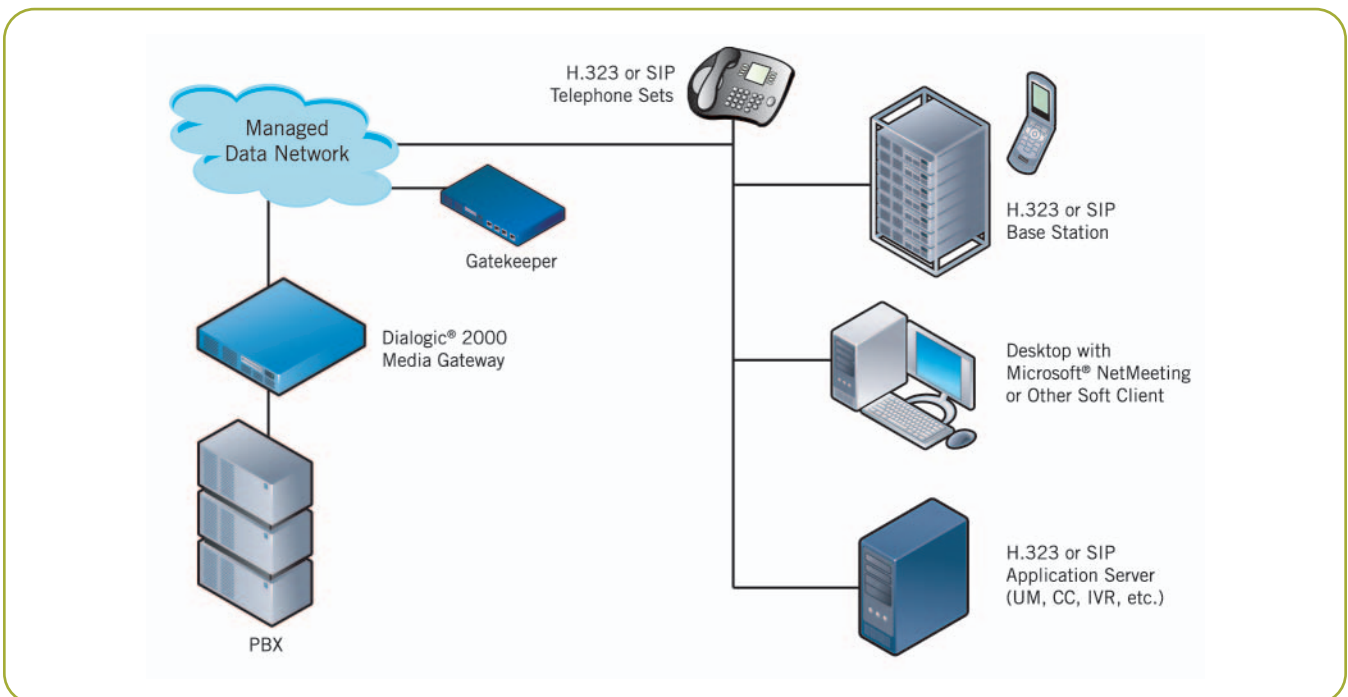 Managed
Data Network
H.323 or SIP
Telephone Sets
Gatekeeper
H.323 or SIP
Base Station
Dialogic® 2000
Media Gateway
Desktop with
Microsoft® NetMeeting
or Other Soft Client
PBX
H.323 or SIP
Application Server
(UM, CC, IVR, etc.)